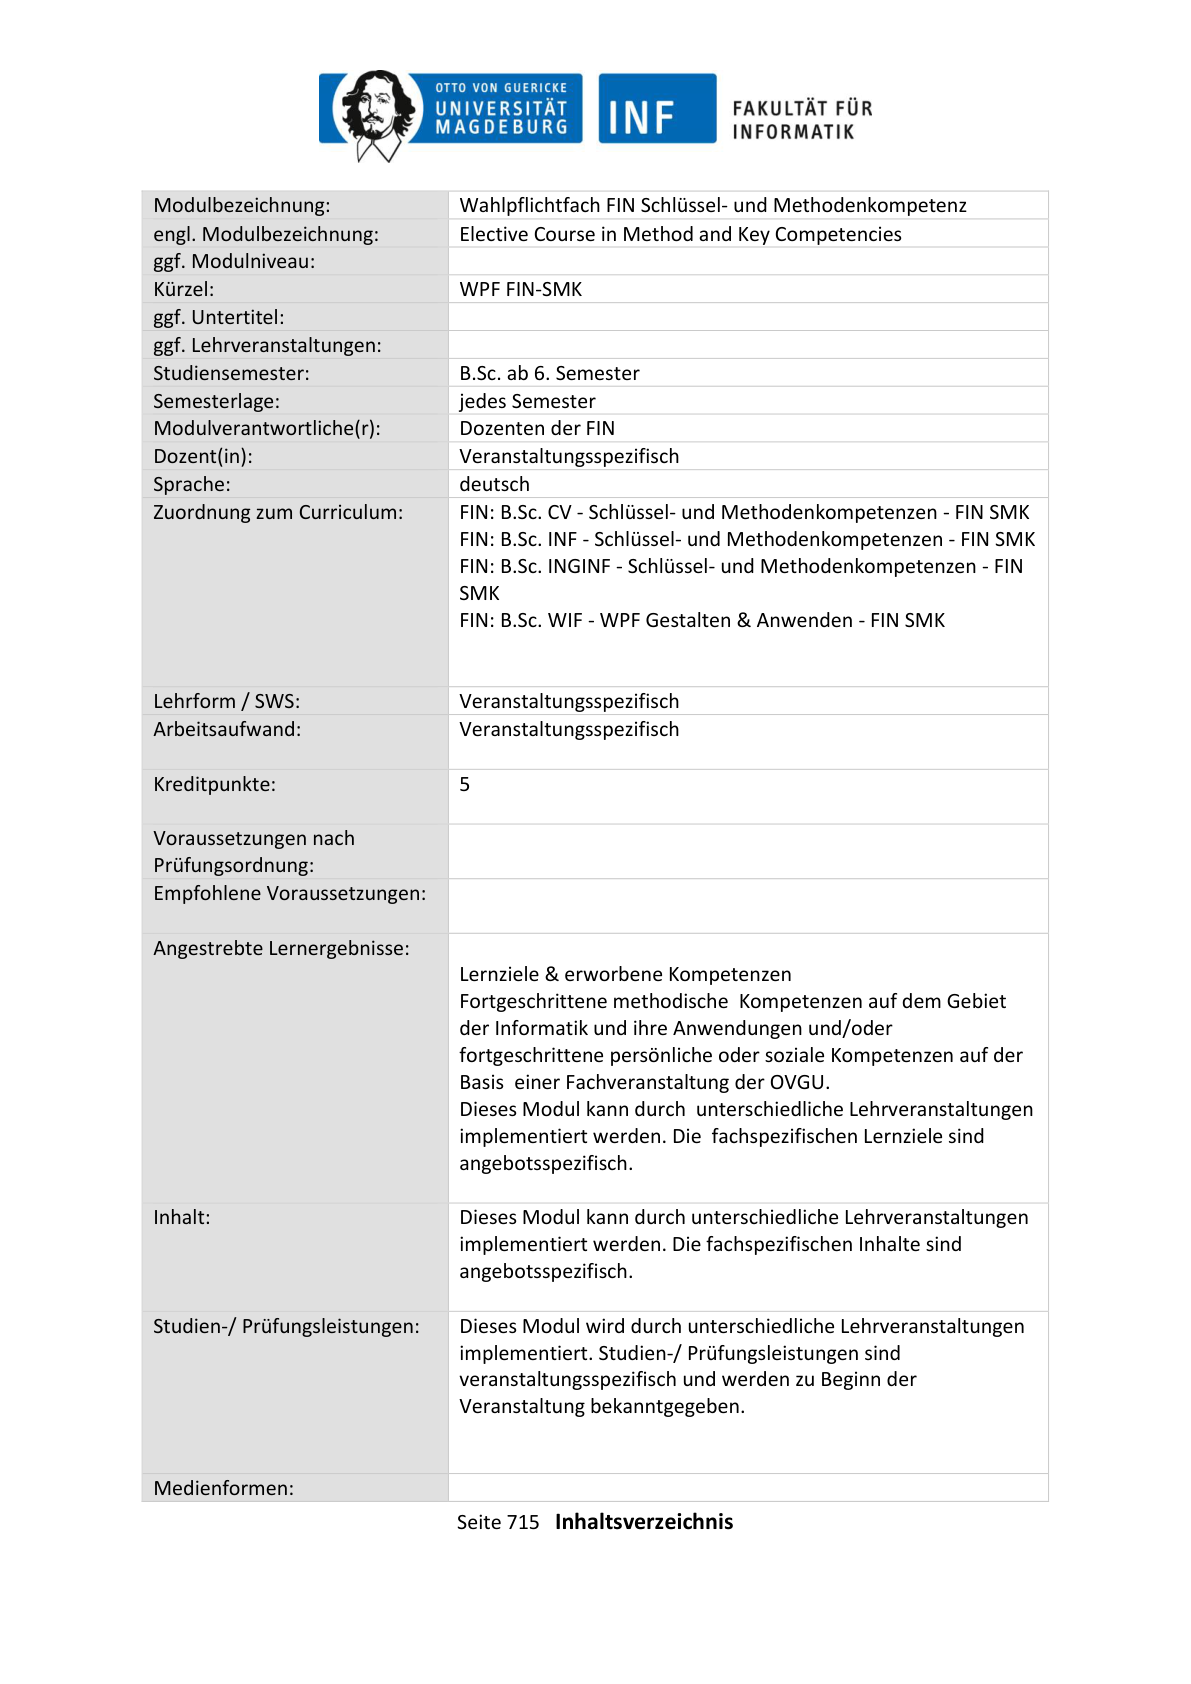 OTTO VON GUERICKE
UNIVERSITÄT
MAGDEBURG
INF
FAKULTÄT FÜR
INFORMATIK
Modulbezeichnung: Wahlpflichtfach FIN Schlüssel- und Methodenkompetenz
engl. Modulbezeichnung: Elective Course in Method and Key Competencies
ggf. Modulniveau:
Kürzel: WPF FIN-SMK
ggf. Untertitel:
ggf. Lehrveranstaltungen:
Studiensemester: B.Sc. ab 6. Semester
Semesterlage: jedes Semester
Modulverantwortliche(r): Dozenten der FIN
Dozent(in): Veranstaltungsspezifisch
Sprache: deutsch
Zuordnung zum Curriculum: FIN: B.Sc. CV - Schlüssel- und Methodenkompetenzen - FIN SMK
FIN: B.Sc. INF - Schlüssel- und Methodenkompetenzen - FIN SMK
FIN: B.Sc. INGINF - Schlüssel- und Methodenkompetenzen - FIN
SMK
FIN: B.Sc. WIF - WPF Gestalten & Anwenden - FIN SMK
Lehrform / SWS: Veranstaltungsspezifisch
Arbeitsaufwand: Veranstaltungsspezifisch
Kreditpunkte: 5
Voraussetzungen nach
Prüfungsordnung:
Empfohlene Voraussetzungen:
Angestrebte Lernergebnisse:
Lernziele & erworbene Kompetenzen
Fortgeschrittene methodische  Kompetenzen auf dem Gebiet
der Informatik und ihre Anwendungen und/oder
fortgeschrittene persönliche oder soziale Kompetenzen auf der
Basis  einer Fachveranstaltung der OVGU.
Dieses Modul kann durch  unterschiedliche Lehrveranstaltungen
implementiert werden. Die  fachspezifischen Lernziele sind
angebotsspezifisch.
Inhalt: Dieses Modul kann durch unterschiedliche Lehrveranstaltungen
implementiert werden. Die fachspezifischen Inhalte sind
angebotsspezifisch.
Studien-/ Prüfungsleistungen: Dieses Modul wird durch unterschiedliche Lehrveranstaltungen
implementiert. Studien-/ Prüfungsleistungen sind
veranstaltungsspezifisch und werden zu Beginn der
Veranstaltung bekanntgegeben.
Medienformen:
Seite 715 Inhaltsverzeichnis